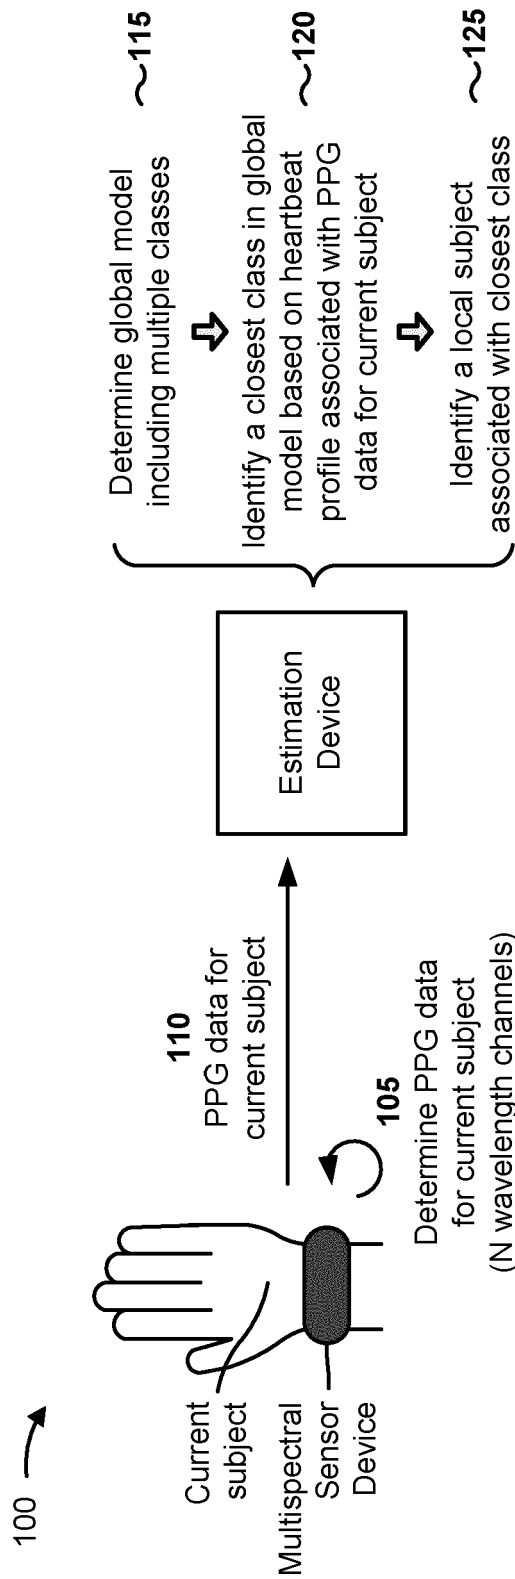 100
Current
subject
Multispectral
Sensor
Device
105
Determine PPG data
for current subject
(N wavelength channels)
110
PPG data for
current subject
Estimation
Device
Determine global model
including multiple classes
~115
Identify a closest class in global
model based on heartbeat
profile associated with PPG
data for current subject
~120
Identify a local subject
associated with closest class
~125